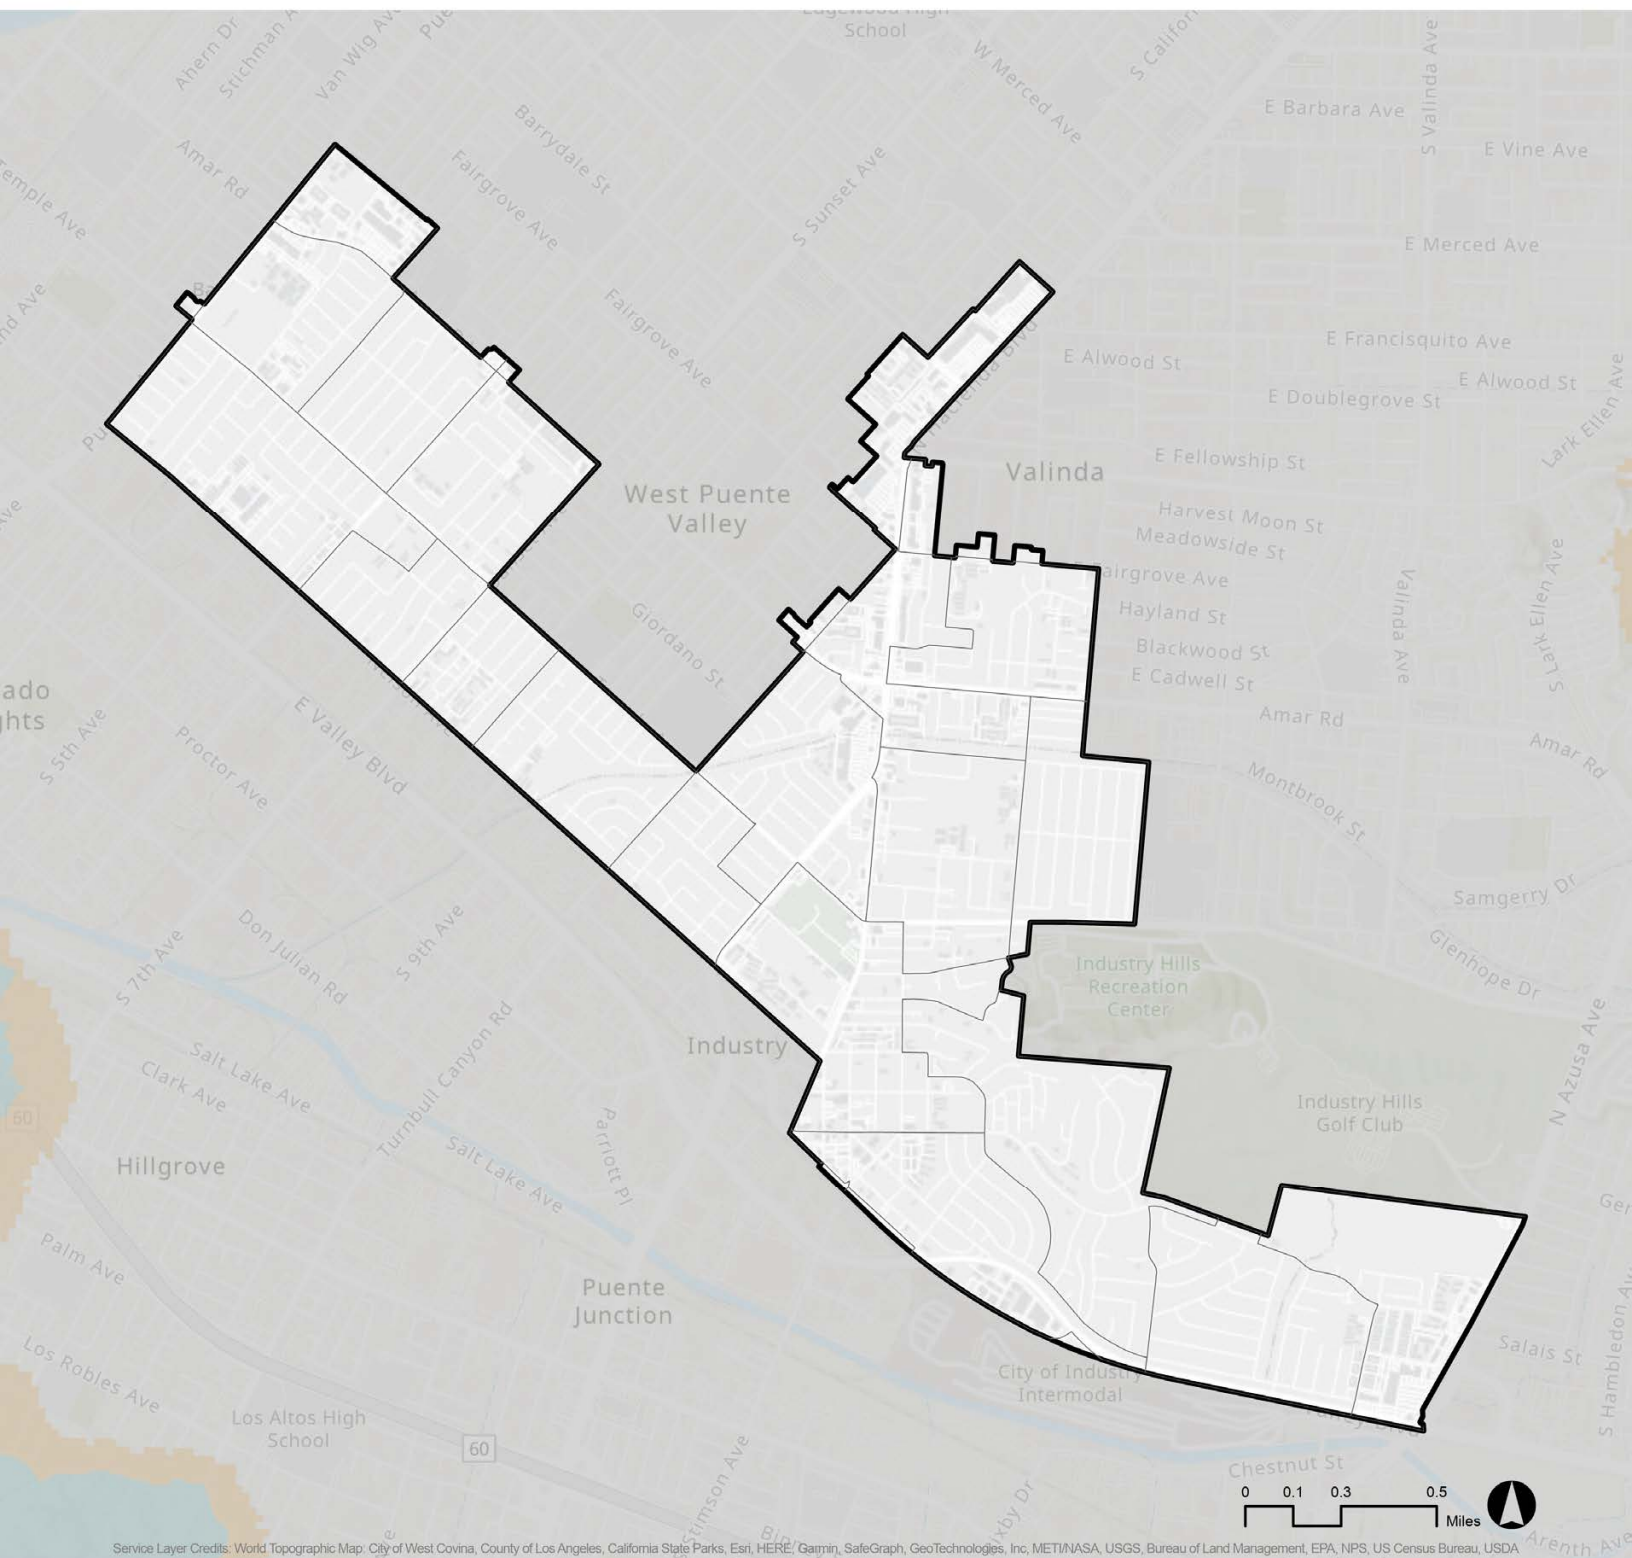 School
Ahern Dr
Stichman A
Van Wig Av
W Merced Ave
S Califor
S Valinda Ave
E Barbara Ave
E Vine Ave
Barrydale St
Amar Rd
Fairgrove Ave
S Sunset Ave
emple Ave
E Merced Ave
nd Ave
Fairgrove Ave
E Francisquito Ave
E Alwood St
E Alwood St
E Doublegrove St
Lark Ellen Ave
E Fellowship St
Valinda
West Puente
Valley
Harvest Moon St
Meadowside St
airgrove Ave
Hayland St
Blackwood St
E Cadwell St
Valinda Ave
S Lark Ellen Ave
Giordano St
Amar Rd
Amar Rd
ado
ghts
S 5th Ave
Proctor Ave
E Valley Blvd
Montbrook St
Samgerry Dr
Glenhope Dr
Don Julian Rd
S 9th Ave
S 7th Ave
Industry Hills
Recreation
Center
Industry
Turnbull Canyon Rd
N Azusa Ave
Salt Lake Ave
Clark Ave
Industry Hills
Golf Club
Parriott Pl
50
Hillgrove
Salt Lake Ave
Palm Ave
Puente
Junction
Los Robles Ave
Salais St
S Hambledon Av
City of Industry
Intermodal
Los Altos High
School
60
Stimson Ave
Chestnut St
0 0.1 0.3 0.5
Miles
Arenth Ave
Service Layer Credits: World Topographic Map: City of West Covina, County of Los Angeles, California State Parks, Esri, HERE, Garmin, SafeGraph, GeoTechnologies, Inc, METI/NASA, USGS, Bureau of Land Management, EPA, NPS, US Census Bureau, USDA